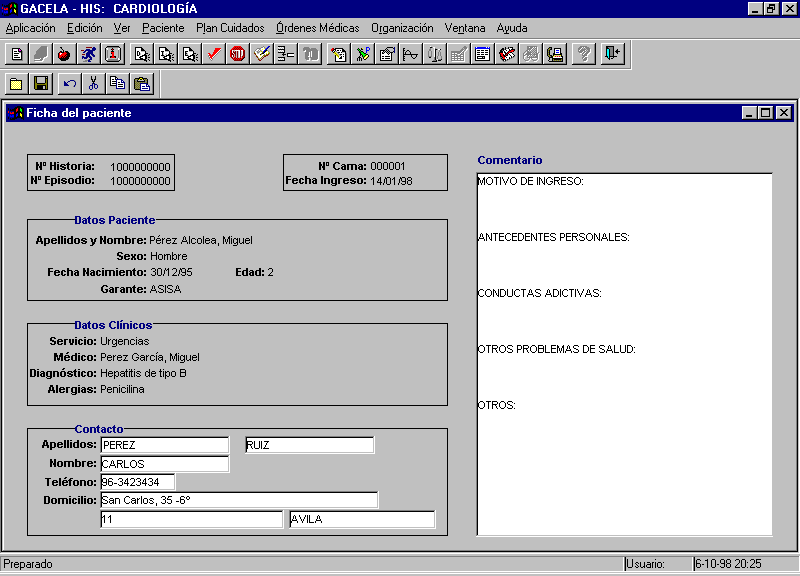 GACELA - HIS: CARDIOLOGÍA
Aplicación Edición Ver Paciente Plan Cuidados Órdenes Médicas Organización Ventana Ayuda
Ficha del paciente
Nº Historia: 1000000000
Nº Episodio: 1000000000
Nº Cama: 000001
Fecha Ingreso: 14/01/98
Datos Paciente
Apellidos y Nombre: Pérez Alcolea, Miguel
Sexo: Hombre
Fecha Nacimiento: 30/12/95 Edad: 2
Garante: ASISA
Datos Clínicos
Servicio: Urgencias
Médico: Perez García, Miguel
Diagnóstico: Hepatitis de tipo B
Alergias: Penicilina
Contacto
Apellidos: PEREZ RUIZ
Nombre: CARLOS
Teléfono: 96-3423434
Domicilio: San Carlos, 35 -6º
11 AVILA
Comentario
MOTIVO DE INGRESO:
ANTECEDENTES PERSONALES:
CONDUCTAS ADICTIVAS:
OTROS PROBLEMAS DE SALUD:
OTROS:
Preparado Usuario: 6-10-98 20:25